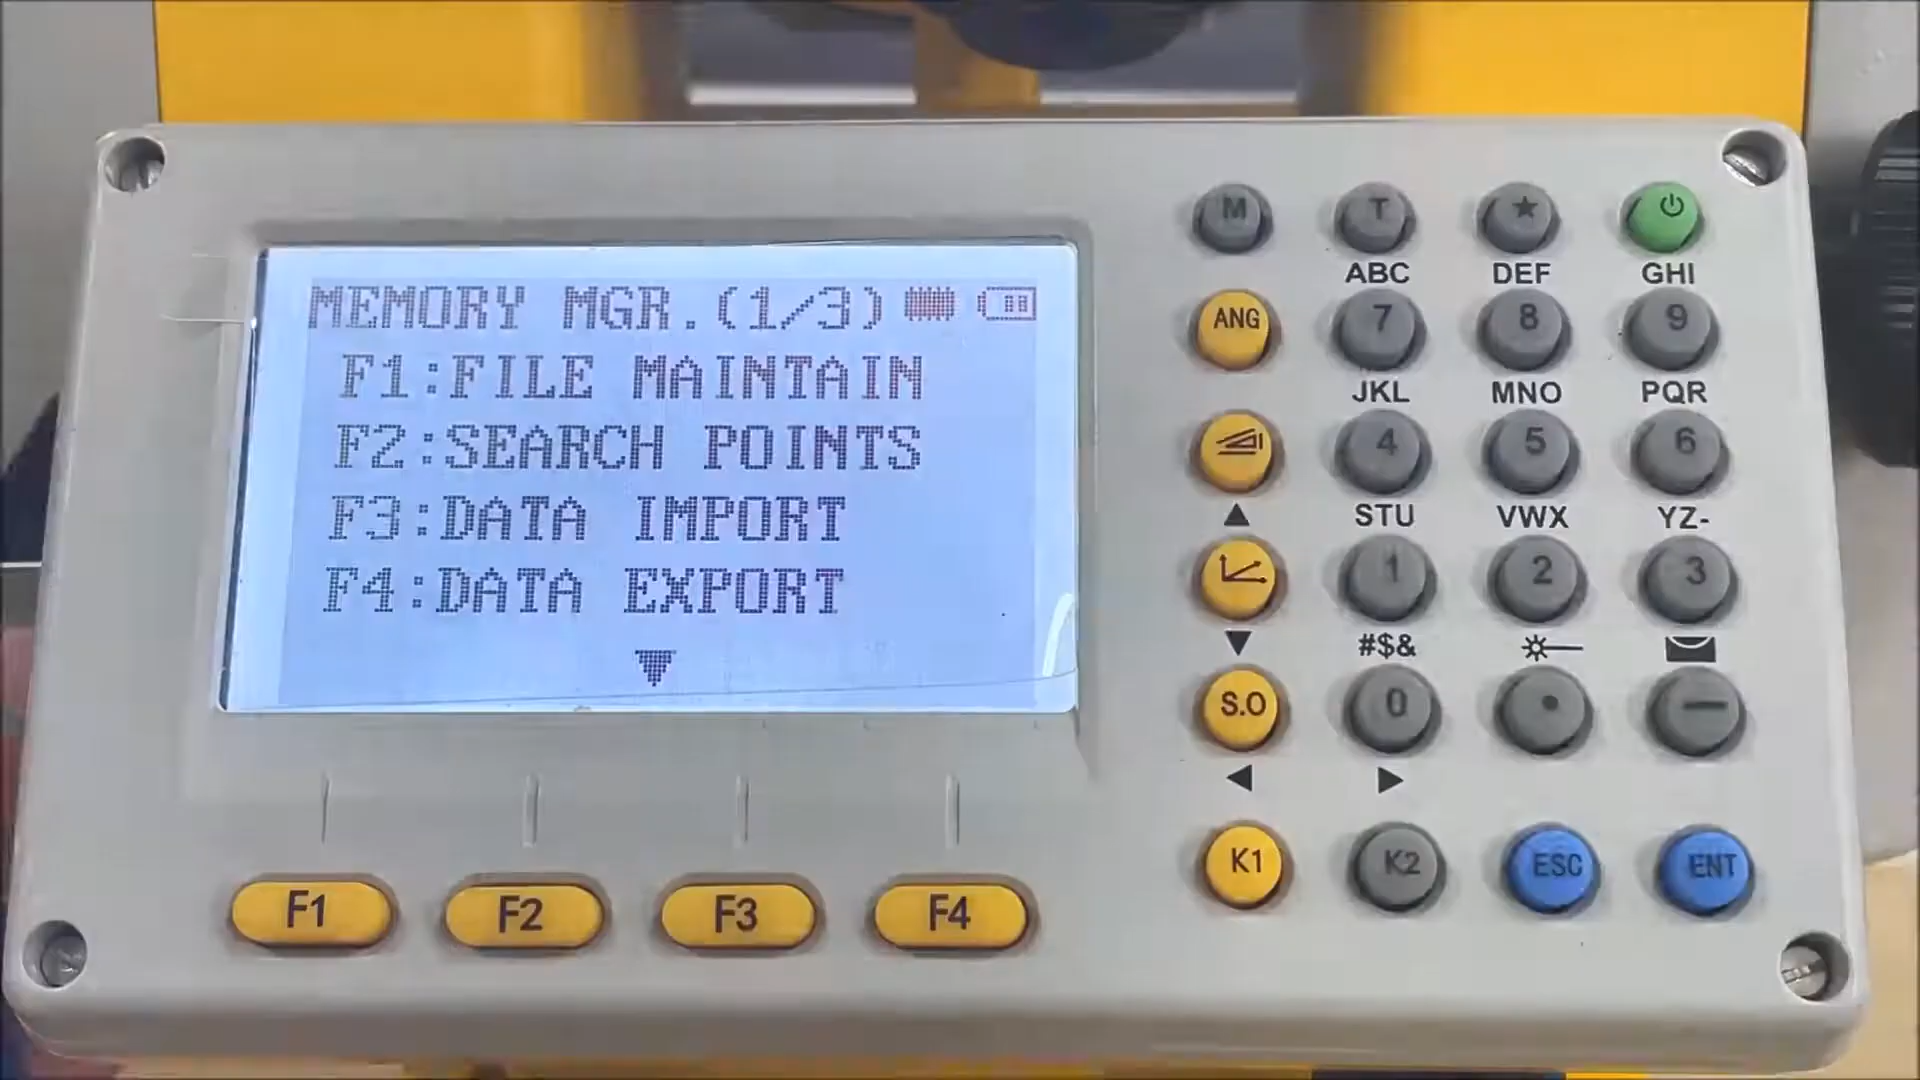 MEMORY MGR.(1/3)
F1:FILE MAINTAIN
F2:SEARCH POINTS
F3:DATA IMPORT
F4:DATA EXPORT
F1 F2 F3 F4
M T ★
ABC DEF GHI
ANG 7 8 9
JKL MNO PQR
4 5 6
▲ STU VWX YZ-
1 2 3
▼ #$&
S.O 0 • —
◀ ▶
K1 K2 ESC ENT